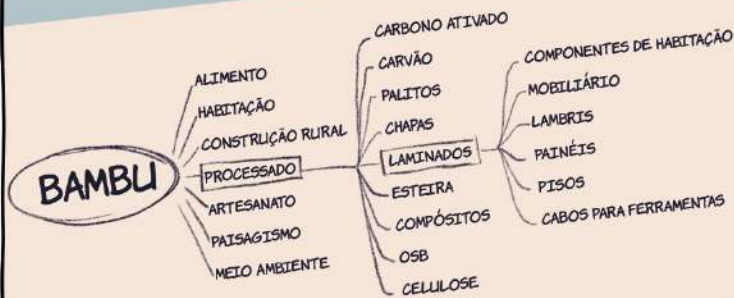 BAMBU
ALIMENTO
HABITAÇÃO
CONSTRUÇÃO RURAL
PROCESSADO
ARTESANATO
PAISAGISMO
MEIO AMBIENTE
CARBONO ATIVADO
CARVÃO
PALITOS
CHAPAS
LAMINADOS
ESTEIRA
COMPÓSITOS
OSB
CELULOSE
COMPONENTES DE HABITAÇÃO
MOBILIÁRIO
LAMBRIS
PAINÉIS
PISOS
CABOS PARA FERRAMENTAS